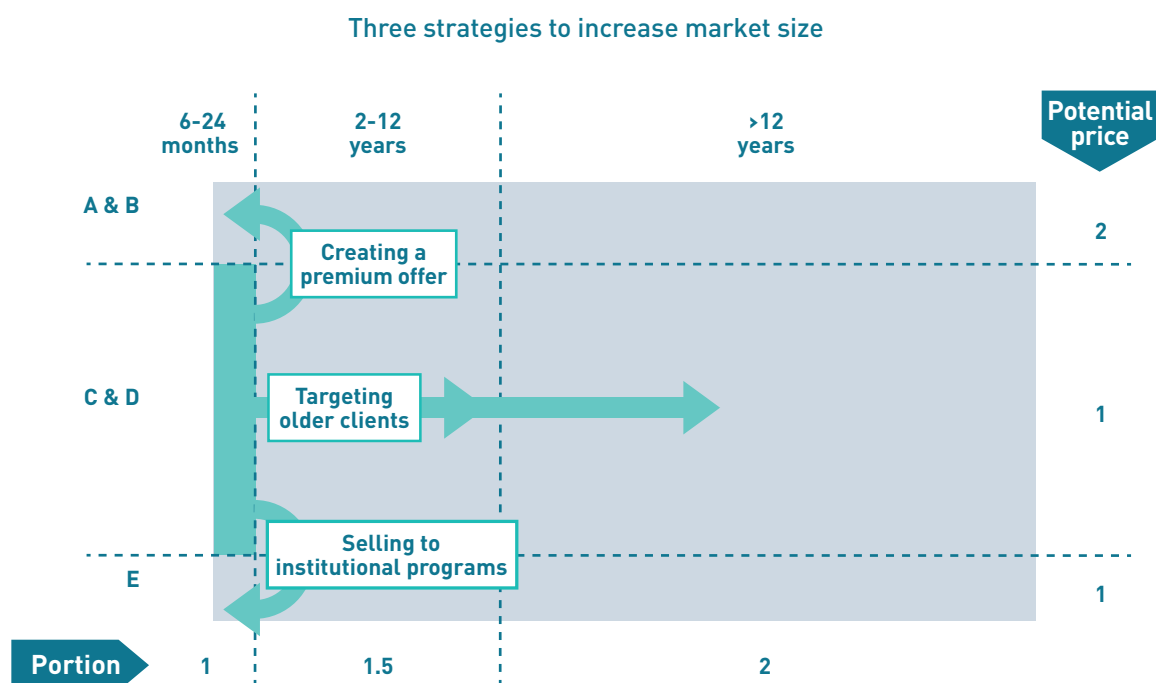 Three strategies to increase market size
6-24
months
2-12
years
>12
years
Potential
price
A & B
2
Creating a
premium offer
C & D
Targeting
older clients
1
Selling to
institutional programs
E
1
Portion
1
1.5
2